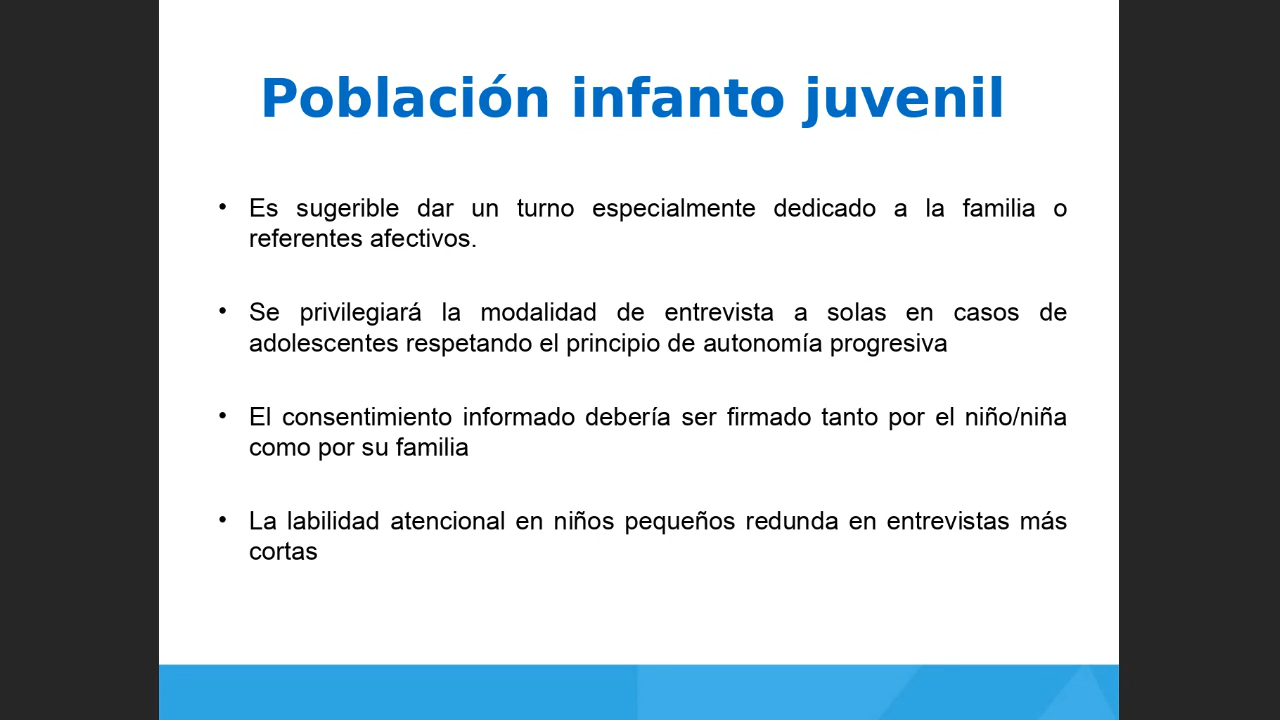 Población infanto juvenil
• Es sugerible dar un turno especialmente dedicado a la familia o
referentes afectivos.
• Se privilegiará la modalidad de entrevista a solas en casos de
adolescentes respetando el principio de autonomía progresiva
• El consentimiento informado debería ser firmado tanto por el niño/niña
como por su familia
• La labilidad atencional en niños pequeños redunda en entrevistas más
cortas